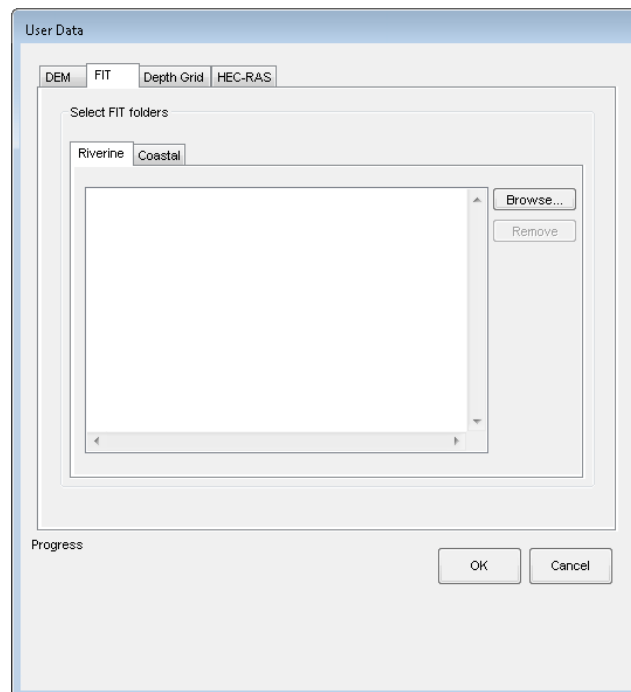 User Data
DEM FIT Depth Grid HEC-RAS
Select FIT folders
Riverine Coastal
Browse...
Remove
Progress
OK Cancel